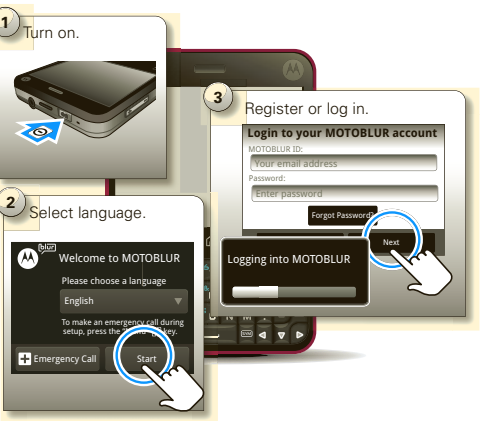 1
Turn on.
2
Select language.
blur
Welcome to MOTOBLUR
Please choose a language
English
To make an emergency call during
setup, press the key.
Emergency Call
Start
3
Register or log in.
Login to your MOTOBLUR account
MOTOBLUR ID:
Your email address
Password:
Enter password
Forgot Password?
Next
Logging into MOTOBLUR
N M
SYM